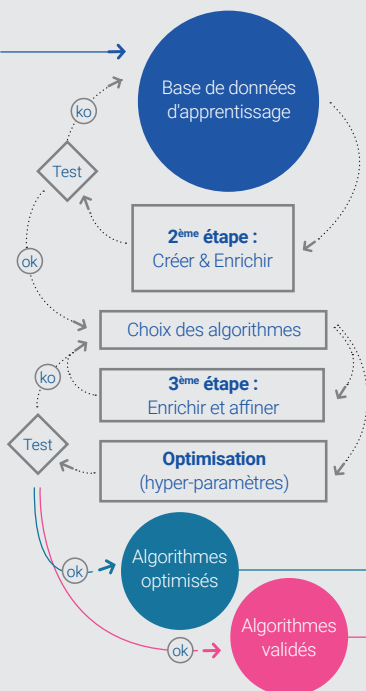 Base de données
d'apprentissage
ko
Test
2ème étape :
Créer & Enrichir
ok
Choix des algorithmes
ko
3ème étape :
Enrichir et affiner
Test
Optimisation
(hyper-paramètres)
ok
Algorithmes
optimisés
ok
Algorithmes
validés